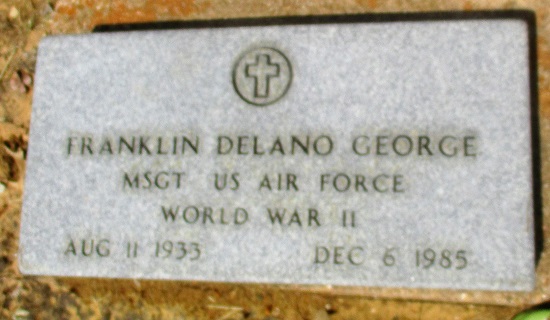 FRANKLIN DELANO GEORGE
MSGT US AIR FORCE
WORLD WAR II
AUG 11 1933 DEC 6 1985